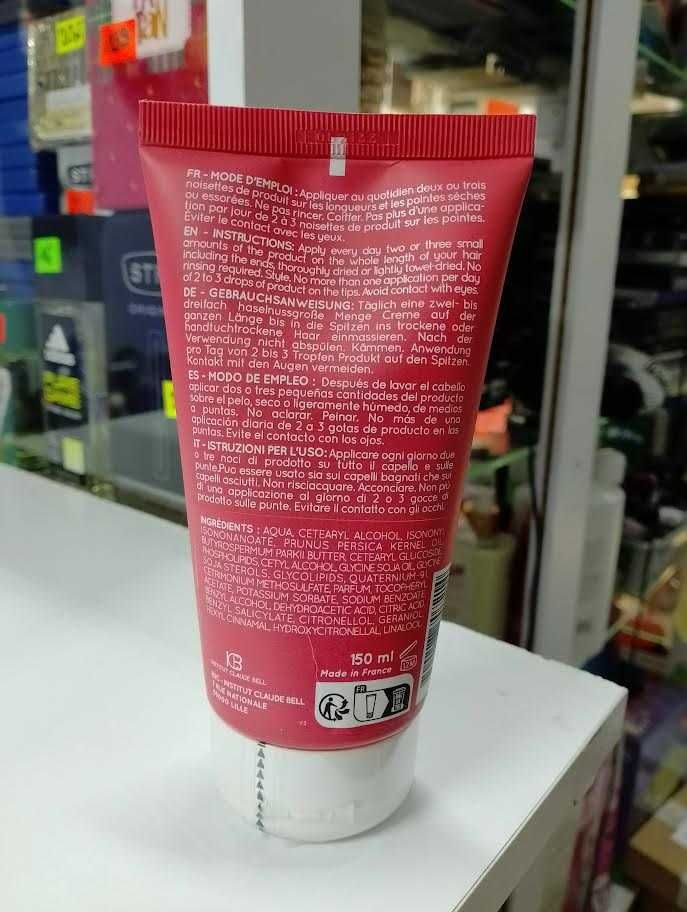 FR - MODE D'EMPLOI : Appliquer au quotidien deux ou trois
noisettes de produit sur les longueurs et les pointes sèches
ou essorées. Ne pas rincer. Coiffer. Pas plus d'une applica-
tion par jour de 2 à 3 noisettes de produit sur les pointes.
Éviter le contact avec les yeux.
EN - INSTRUCTIONS: Apply every day two or three small
amounts of the product on the whole length of your hair
including the ends, thoroughly dried or lightly towel-dried. No
rinsing required. Style. No more than one application per day
of 2 to 3 drops of product on the tips. Avoid contact with eyes.
DE - GEBRAUCHSANWEISUNG: Täglich eine zwei- bis
dreifach haselnussgroße Menge Creme auf der
ganzen Länge bis in die Spitzen ins trockene oder
handtuchtrockene Haar einmassieren. Nach der
Verwendung nicht abspülen. Kämmen. Anwendung
pro Tag von 2 bis 3 Tropfen Produkt auf den Spitzen.
Kontakt mit den Augen vermeiden.
ES - MODO DE EMPLEO : Después de lavar el cabello
aplicar dos o tres pequeñas cantidades del producto
sobre el pelo, seco o ligeramente húmedo, de medios
a puntas. No aclarar. Peinar. No más de una
aplicación diaria de 2 a 3 gotas de producto en las
puntas. Evite el contacto con los ojos.
IT - ISTRUZIONI PER L'USO: Applicare ogni giorno due
o tre noci di prodotto su tutto il capello e sulle
punte.Puo essere usato sia sui capelli bagnati che sui
capelli asciutti. Non risciacquare. Acconciare. Non più
di una applicazione al giorno di 2 o 3 gocce di
prodotto sulle punte. Evitare il contatto con gli occhi.
INGRÉDIENTS : AQUA, CETEARYL ALCOHOL, ISONONYL
ISONONANOATE, PRUNUS PERSICA KERNEL OIL,
BUTYROSPERMUM PARKII BUTTER, CETEARYL GLUCOSIDE,
PHOSPHOLIPIDS, CETYL ALCOHOL, GLYCINE SOJA OIL, GLYCINE
SOJA STEROLS, GLYCOLIPIDS, QUATERNIUM-91,
CETRIMONIUM METHOSULFATE, PARFUM, TOCOPHERYL
ACETATE, POTASSIUM SORBATE, SODIUM BENZOATE,
BENZYL ALCOHOL, DEHYDROACETIC ACID, CITRIC ACID,
BENZYL SALICYLATE, CITRONELLOL, GERANIOL,
HEXYL CINNAMAL, HYDROXYCITRONELLAL, LINALOOL
KB
INSTITUT CLAUDE BELL
- INSTITUT CLAUDE BELL
RUE NATIONALE
LILLE
150 ml
12M
Made in France
FR
V3